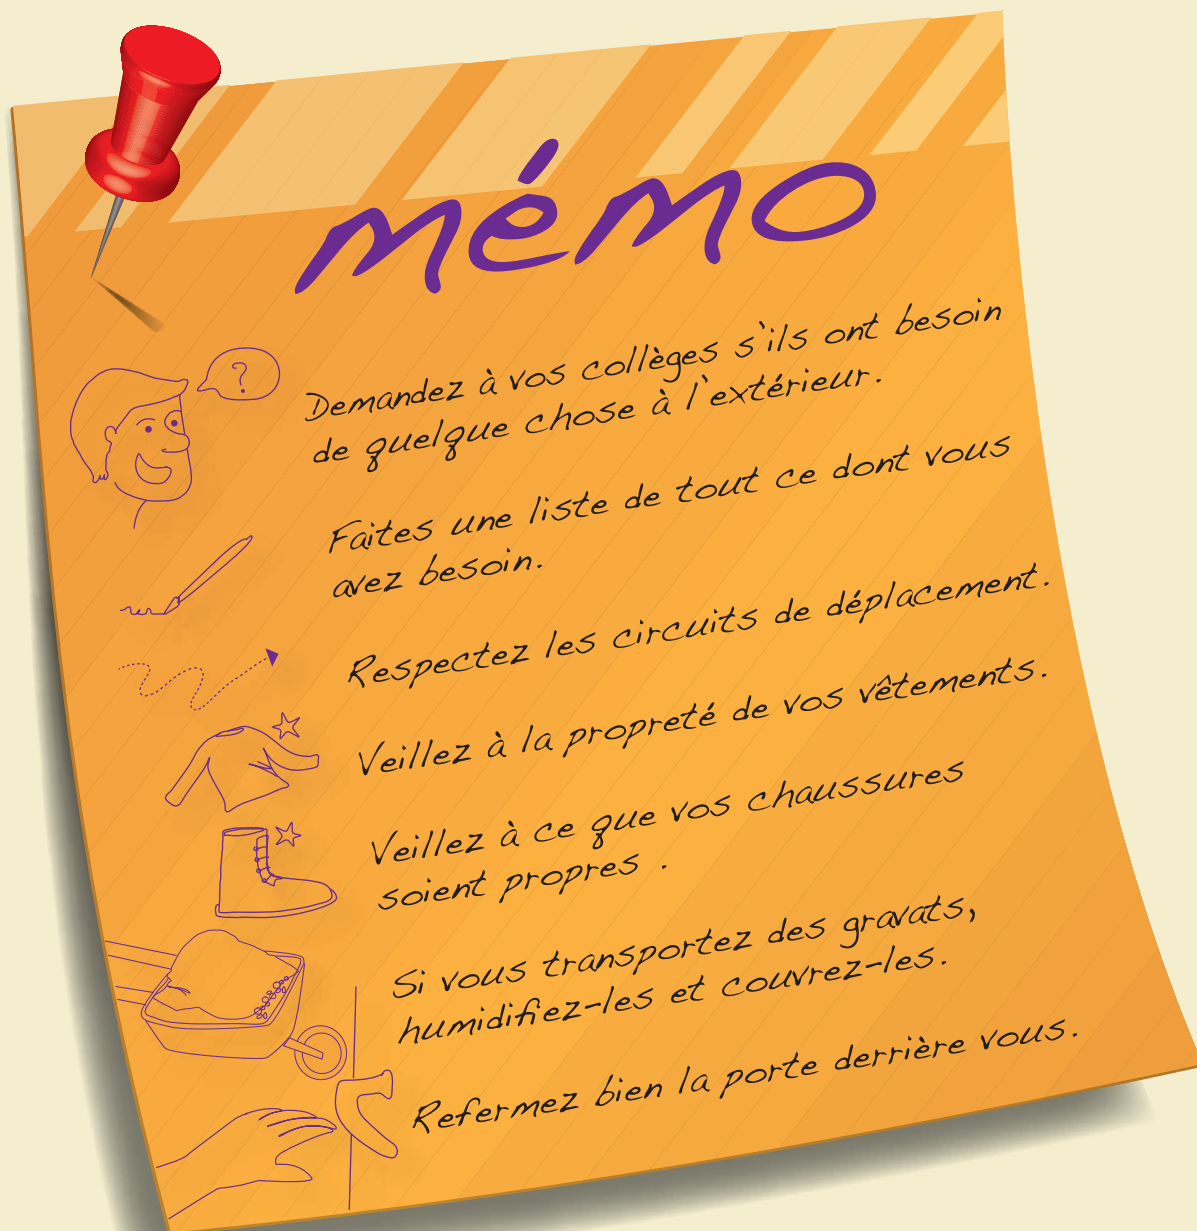 mémo
?
Demandez à vos collèges s'ils ont besoin
de quelque chose à l'extérieur.
Faites une liste de tout ce dont vous
avez besoin.
Respectez les circuits de déplacement.
Veillez à la propreté de vos vêtements.
Veillez à ce que vos chaussures
soient propres .
Si vous transportez des gravats,
humidifiez-les et couvrez-les.
Refermez bien la porte derrière vous.